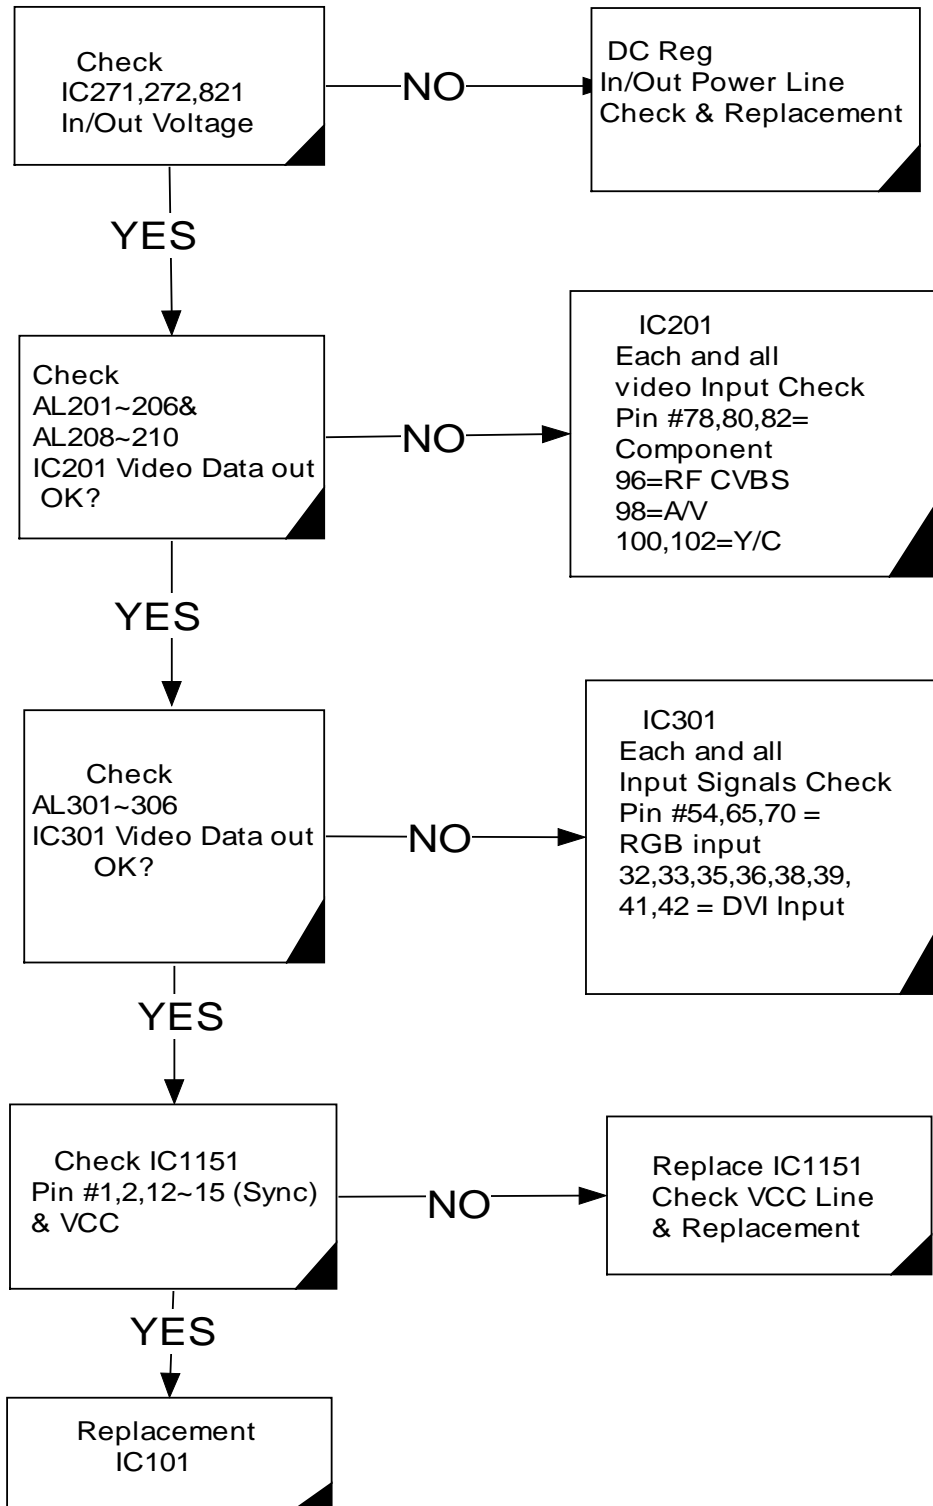 Check
IC271,272,821
In/Out Voltage
NO
DC Reg
In/Out Power Line
Check & Replacement
YES
Check
AL201~206&
AL208~210
IC201 Video Data out
OK?
NO
IC201
Each and all
video Input Check
Pin #78,80,82=
Component
96=RF CVBS
98=A/V
100,102=Y/C
YES
Check
AL301~306
IC301 Video Data out
OK?
NO
IC301
Each and all
Input Signals Check
Pin #54,65,70 =
RGB input
32,33,35,36,38,39,
41,42 = DVI Input
YES
Check IC1151
Pin #1,2,12~15 (Sync)
& VCC
NO
Replace IC1151
Check VCC Line
& Replacement
YES
Replacement
IC101